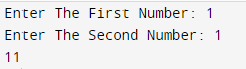 Enter The First Number: 1
Enter The Second Number: 1
11